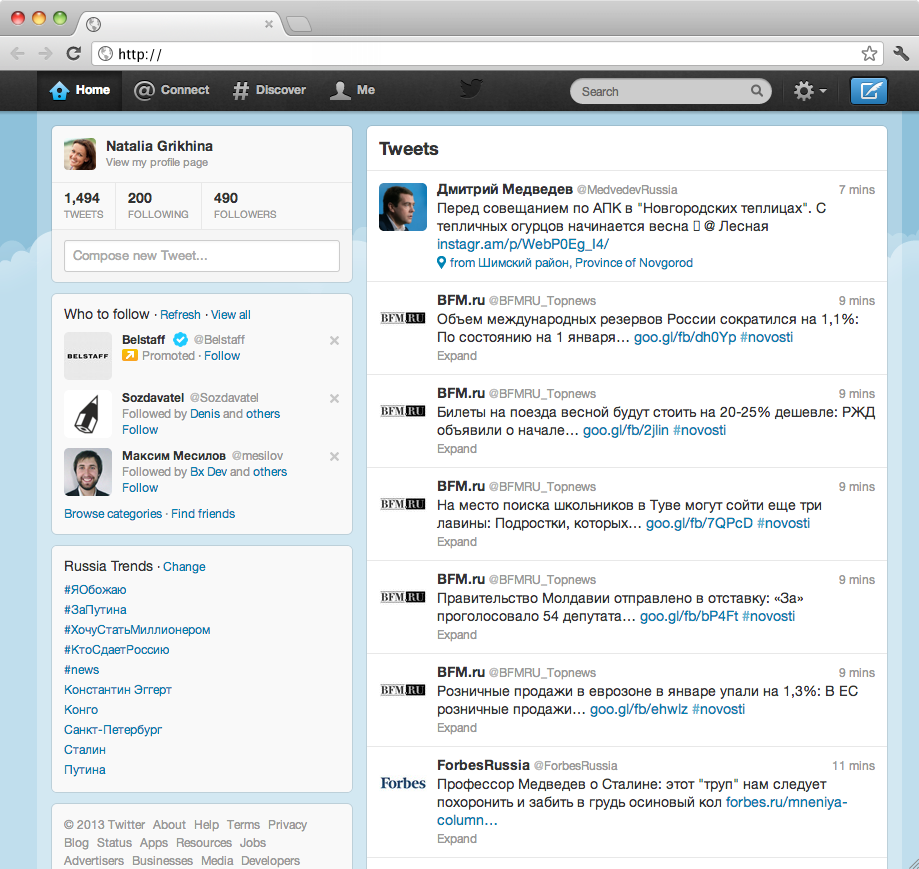 http://
Home
Connect
Discover
Me
Search
Natalia Grikhina
View my profile page
1,494
TWEETS
200
FOLLOWING
490
FOLLOWERS
Compose new Tweet...
Who to follow · Refresh · View all
BELSTAFF
Belstaff @Belstaff
Promoted · Follow
Sozdavatel @Sozdavatel
Followed by Denis and others
Follow
Максим Месилов @mesilov
Followed by Bx Dev and others
Follow
Browse categories · Find friends
Russia Trends · Change
#ЯОбожаю
#ЗаПутина
#ХочуСтатьМиллионером
#КтоСдаетРоссию
#news
Константин Эггерт
Конго
Санкт-Петербург
Сталин
Путина
© 2013 Twitter About Help Terms Privacy
Blog Status Apps Resources Jobs
Advertisers Businesses Media Developers
Tweets
Дмитрий Медведев @MedvedevRussia 7 mins
Перед совещанием по АПК в "Новгородских теплицах". С
тепличных огурцов начинается весна @ Лесная
instagr.am/p/WebP0Eg_I4/
from Шимский район, Province of Novgorod
BFM.RU
BFM.ru @BFMRU_Topnews 9 mins
Объем международных резервов России сократился на 1,1%:
По состоянию на 1 января... goo.gl/fb/dh0Yp #novosti
Expand
BFM.RU
BFM.ru @BFMRU_Topnews 9 mins
Билеты на поезда весной будут стоить на 20-25% дешевле: РЖД
объявили о начале... goo.gl/fb/2jlin #novosti
Expand
BFM.RU
BFM.ru @BFMRU_Topnews 9 mins
На место поиска школьников в Туве могут сойти еще три
лавины: Подростки, которых... goo.gl/fb/7QPcD #novosti
Expand
BFM.RU
BFM.ru @BFMRU_Topnews 9 mins
Правительство Молдавии отправлено в отставку: «За»
проголосовало 54 депутата... goo.gl/fb/bP4Ft #novosti
Expand
BFM.RU
BFM.ru @BFMRU_Topnews 9 mins
Розничные продажи в еврозоне в январе упали на 1,3%: В ЕС
розничные продажи... goo.gl/fb/ehwlz #novosti
Expand
Forbes
ForbesRussia @ForbesRussia 11 mins
Профессор Медведев о Сталине: этот "труп" нам следует
похоронить и забить в грудь осиновый кол forbes.ru/mneniya-
column...
Expand